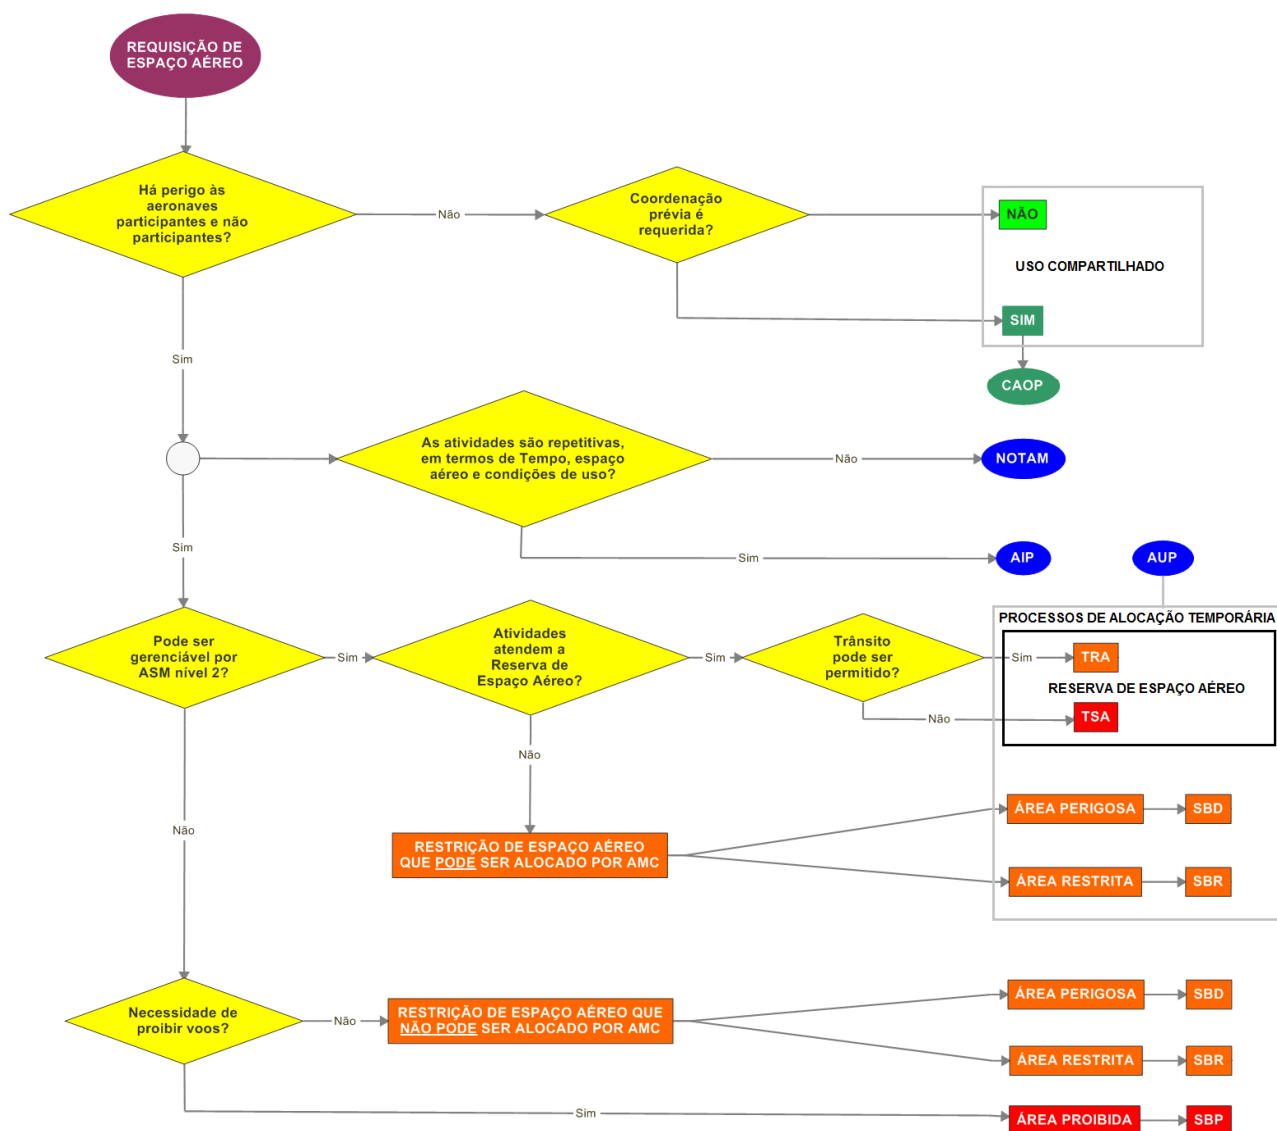 REQUISIÇÃO DE
ESPAÇO AÉREO
Há perigo às
aeronaves
participantes e não
participantes?
Não
Coordenação
prévia é
requerida?
NÃO
USO COMPARTILHADO
SIM
CAOP
Sim
As atividades são repetitivas,
em termos de Tempo, espaço
aéreo e condições de uso?
Não
NOTAM
Sim
AIP
AUP
Sim
Pode ser
gerenciável por
ASM nível 2?
Sim
Atividades
atendem a
Reserva de
Espaço Aéreo?
Sim
Trânsito
pode ser
permitido?
PROCESSOS DE ALOCAÇÃO TEMPORÁRIA
Sim
TRA
RESERVA DE ESPAÇO AÉREO
Não
TSA
Não
RESTRIÇÃO DE ESPAÇO AÉREO
QUE PODE SER ALOCADO POR AMC
ÁREA PERIGOSA
SBD
ÁREA RESTRITA
SBR
Não
Necessidade de
proibir voos?
Não
RESTRIÇÃO DE ESPAÇO AÉREO QUE
NÃO PODE SER ALOCADO POR AMC
ÁREA PERIGOSA
SBD
ÁREA RESTRITA
SBR
Sim
ÁREA PROIBIDA
SBP